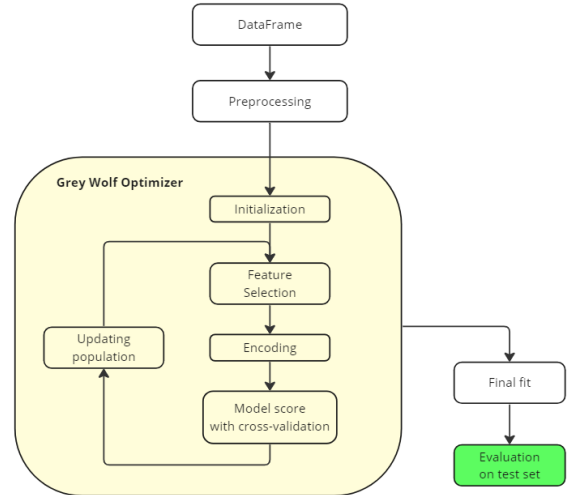 DataFrame
Preprocessing
Grey Wolf Optimizer
Initialization
Feature
Selection
Updating
population
Encoding
Model score
with cross-validation
Final fit
Evaluation
on test set